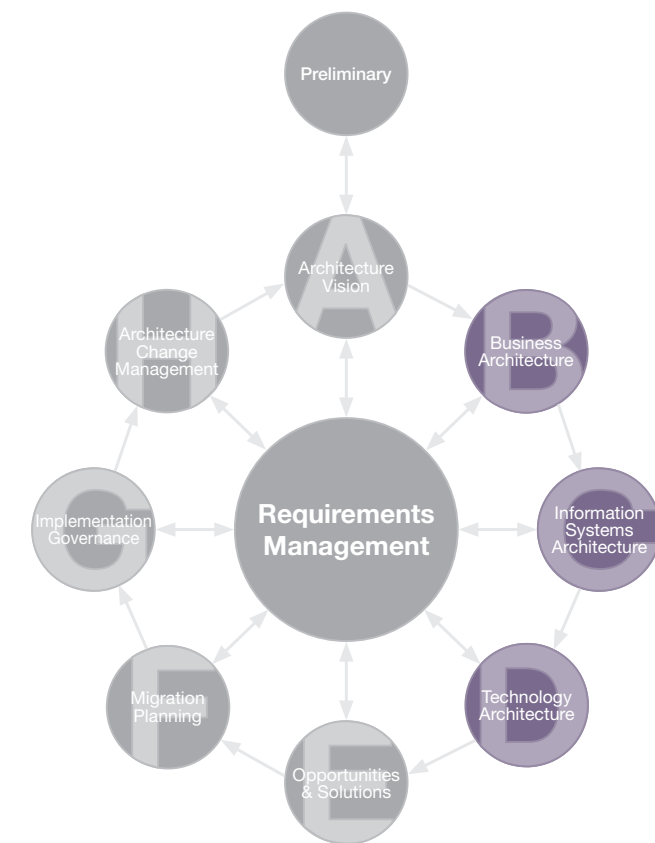 Preliminary
A
Architecture
Vision
B
Business
Architecture
H
Architecture
Change
Management
Requirements
Management
G
Implementation
Governance
C
Information
Systems
Architecture
F
Migration
Planning
D
Technology
Architecture
E
Opportunities
& Solutions